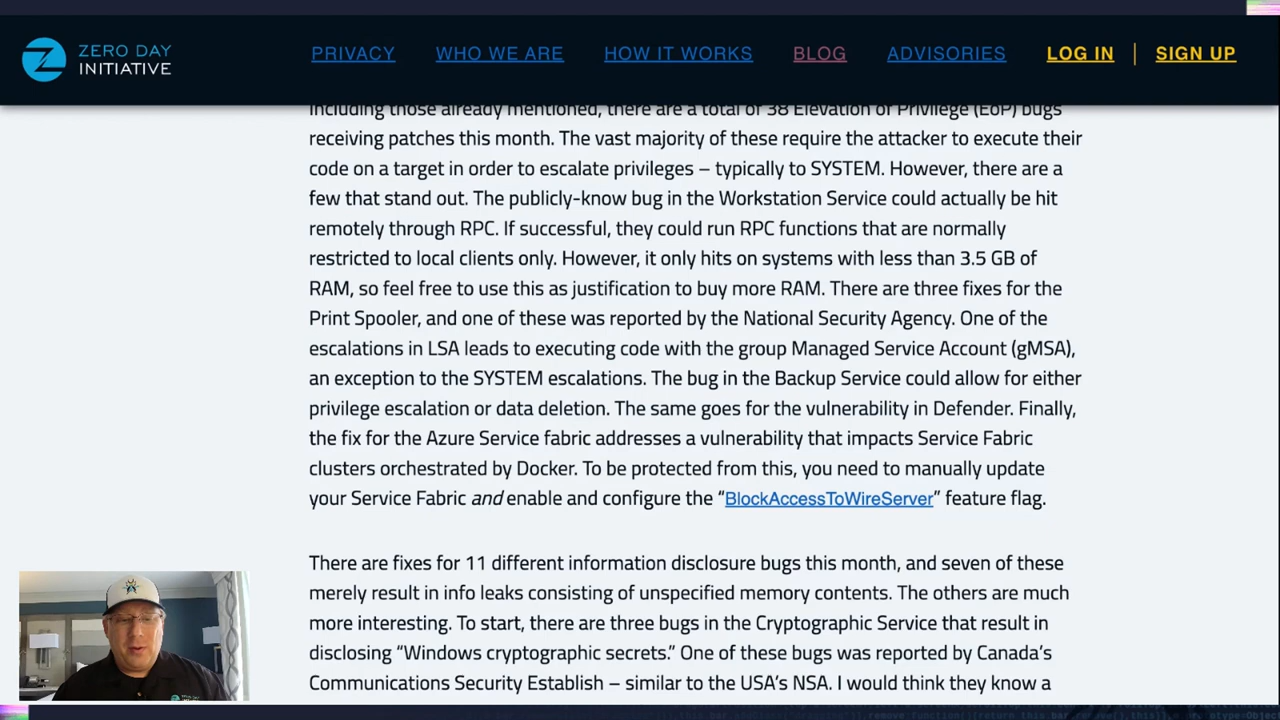 ZERO DAY
INITIATIVE
PRIVACY
WHO WE ARE
HOW IT WORKS
BLOG
ADVISORIES
LOG IN
SIGN UP
Including those already mentioned, there are a total of 38 Elevation of Privilege (EoP) bugs
receiving patches this month. The vast majority of these require the attacker to execute their
code on a target in order to escalate privileges – typically to SYSTEM. However, there are a
few that stand out. The publicly-know bug in the Workstation Service could actually be hit
remotely through RPC. If successful, they could run RPC functions that are normally
restricted to local clients only. However, it only hits on systems with less than 3.5 GB of
RAM, so feel free to use this as justification to buy more RAM. There are three fixes for the
Print Spooler, and one of these was reported by the National Security Agency. One of the
escalations in LSA leads to executing code with the group Managed Service Account (gMSA),
an exception to the SYSTEM escalations. The bug in the Backup Service could allow for either
privilege escalation or data deletion. The same goes for the vulnerability in Defender. Finally,
the fix for the Azure Service fabric addresses a vulnerability that impacts Service Fabric
clusters orchestrated by Docker. To be protected from this, you need to manually update
your Service Fabric and enable and configure the “BlockAccessToWireServer” feature flag.
There are fixes for 11 different information disclosure bugs this month, and seven of these
merely result in info leaks consisting of unspecified memory contents. The others are much
more interesting. To start, there are three bugs in the Cryptographic Service that result in
disclosing “Windows cryptographic secrets.” One of these bugs was reported by Canada’s
Communications Security Establish – similar to the USA’s NSA. I would think they know a